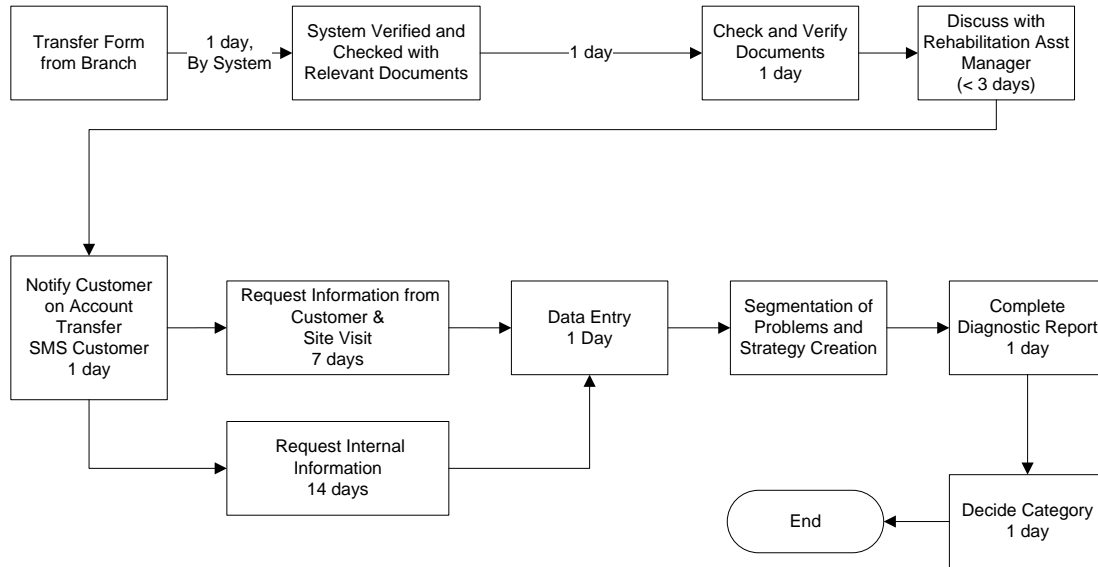 Transfer Form
from Branch
1 day,
By System
System Verified and
Checked with
Relevant Documents
1 day
Check and Verify
Documents
1 day
Discuss with
Rehabilitation Asst
Manager
(< 3 days)
Notify Customer
on Account
Transfer
SMS Customer
1 day
Request Information from
Customer &
Site Visit
7 days
Request Internal
Information
14 days
Data Entry
1 Day
Segmentation of
Problems and
Strategy Creation
Complete
Diagnostic Report
1 day
Decide Category
1 day
End